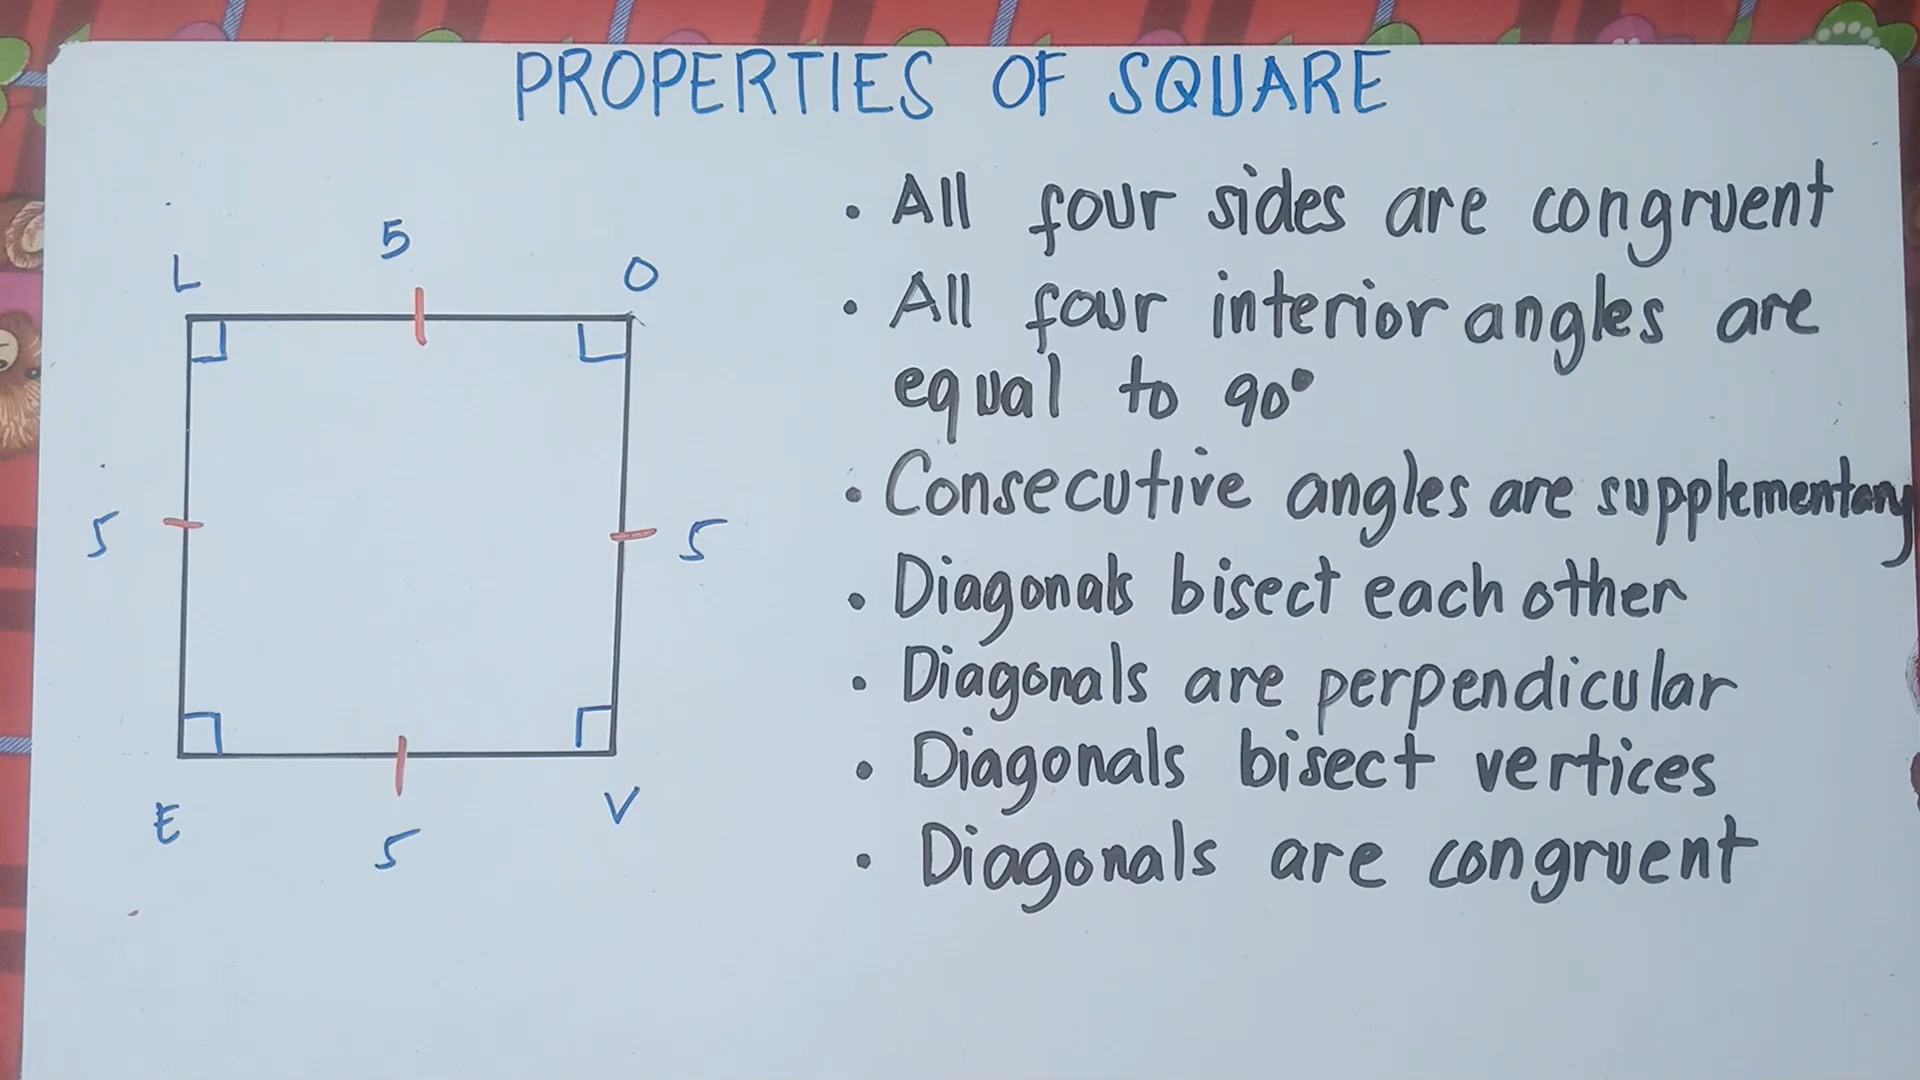 PROPERTIES OF SQUARE
5
L
O
5
5
E
V
5
• All four sides are congruent
• All four interior angles are
equal to 90°
• Consecutive angles are supplementary
• Diagonals bisect each other
• Diagonals are perpendicular
• Diagonals bisect vertices
• Diagonals are congruent